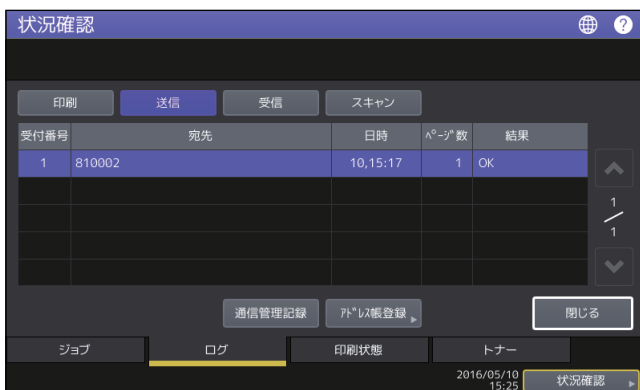 状況確認
?
印刷 送信 受信 スキャン
受付番号 宛先 日時 ﾍﾟｰｼﾞ数 結果
1 810002 10,15:17 1 OK
1
1
通信管理記録 ｱﾄﾞﾚｽ帳登録 閉じる
ジョブ ログ 印刷状態 トナー
2016/05/10
15:25 状況確認